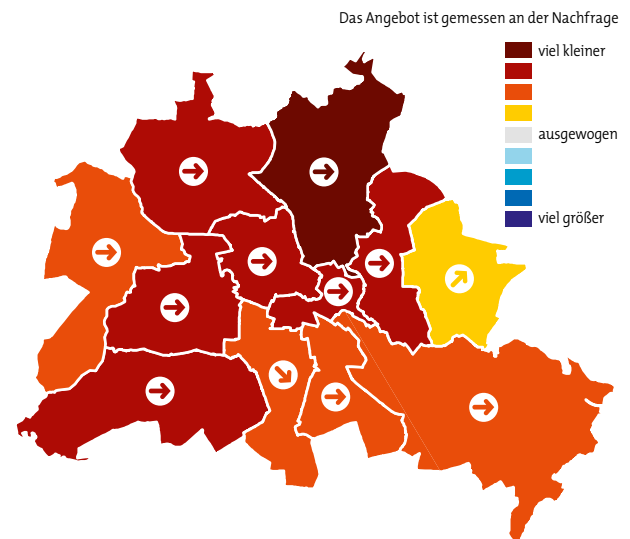 Das Angebot ist gemessen an der Nachfrage
viel kleiner
ausgewogen
viel größer